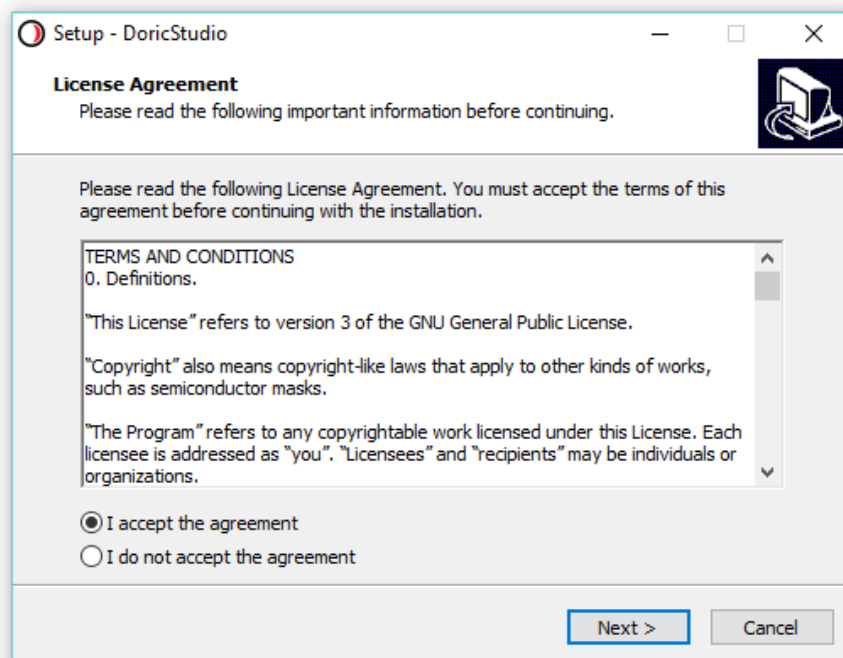 Setup - DoricStudio
License Agreement
Please read the following important information before continuing.
Please read the following License Agreement. You must accept the terms of this
agreement before continuing with the installation.
TERMS AND CONDITIONS
0. Definitions.
“This License” refers to version 3 of the GNU General Public License.
“Copyright” also means copyright-like laws that apply to other kinds of works,
such as semiconductor masks.
“The Program” refers to any copyrightable work licensed under this License. Each
licensee is addressed as “you”. “Licensees” and “recipients” may be individuals or
organizations.
I accept the agreement
I do not accept the agreement
Next >
Cancel